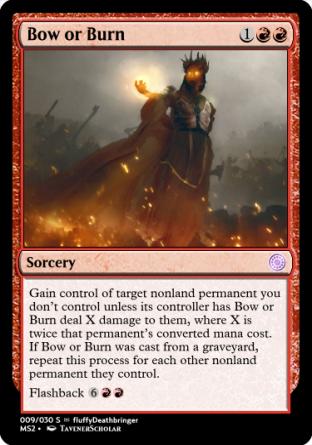 Bow or Burn 1
Sorcery
Gain control of target nonland permanent you
don't control unless its controller has Bow or
Burn deal X damage to them, where X is
twice that permanent's converted mana cost.
If Bow or Burn was cast from a graveyard,
repeat this process for each other nonland
permanent they control.
Flashback 6
009/030 S fluffyDeathbringer
MS2 • TavenerScholar